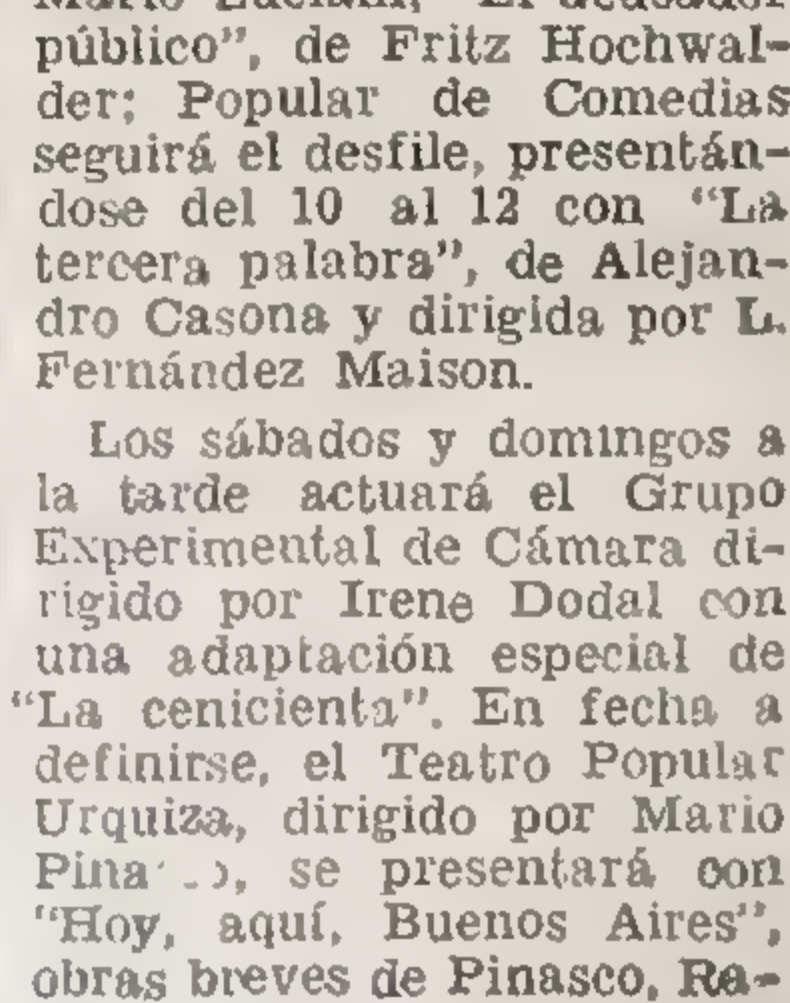 público”, de Fritz Hochwal-
der; Popular de Comedias
seguirá el desfile, presentán-
dose del 10 al 12 con “La
tercera palabra”, de Alejan-
dro Casona y dirigida por L.
Fernández Maison.
Los sábados y domingos a
la tarde actuará el Grupo
Experimental de Cámara di-
rigido por Irene Dodal con
una adaptación especial de
“La cenicienta”. En fecha a
definirse, el Teatro Popular
Urquiza, dirigido por Mario
se presentará con
“Hoy, aquí, Buenos Aires”,
obras breves de Pinasco, Ra-